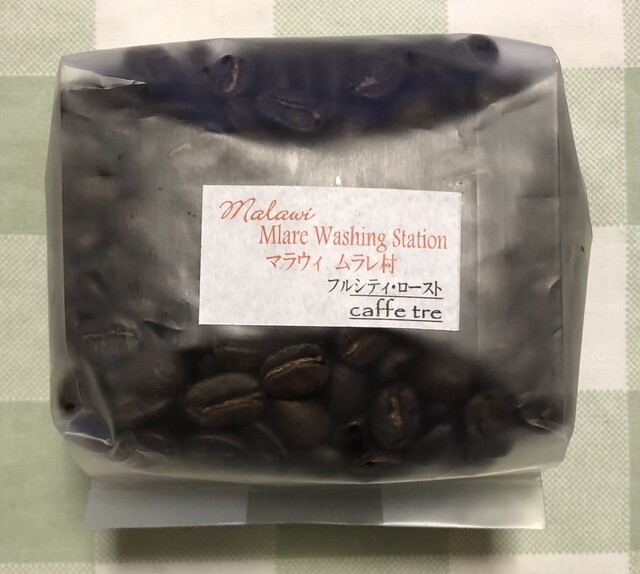 Malawi
Mlare Washing Station
マラウィ ムラレ村
フルシティ・ロースト
caffe tre